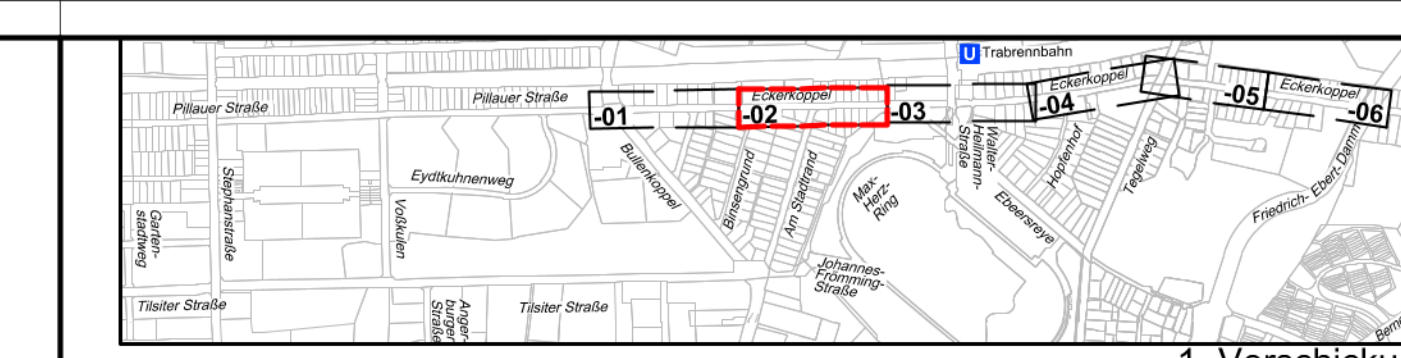 U Trabrennbahn
Pillauer Straße
Pillauer Straße
Eckerkoppel
Eckerkoppel
Eckerkoppel
-01
-02
-03
-04
-05
-06
Garten-
stadtweg
Stephanstraße
Eydtkuhnenweg
Voßkulen
Bullenkoppel
Binsengrund
Am Stadtrand
Max-
Herz-
Ring
Walter-
Heilmann-
Straße
Hopfenhof
Tegelweg
Ebeersreye
Friedrich- Ebert-Damm
Johannes-
Frömming-
Straße
Tilsiter Straße
Anger-
burger
Straße
Tilsiter Straße